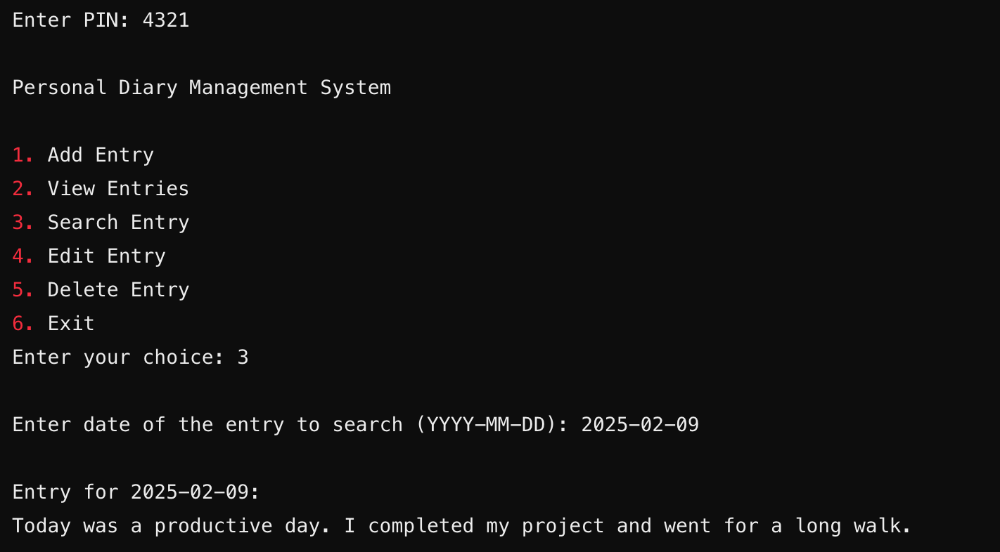 Enter PIN: 4321
Personal Diary Management System
1. Add Entry
2. View Entries
3. Search Entry
4. Edit Entry
5. Delete Entry
6. Exit
Enter your choice: 3
Enter date of the entry to search (YYYY-MM-DD): 2025-02-09
Entry for 2025-02-09:
Today was a productive day. I completed my project and went for a long walk.